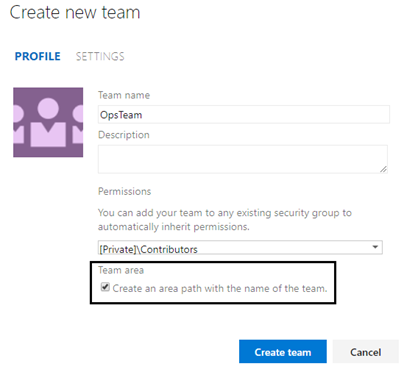 Create new team
PROFILE SETTINGS
Team name
OpsTeam
Description
Permissions
You can add your team to any existing security group to
automatically inherit permissions.
[Private]\Contributors
Team area
Create an area path with the name of the team.
Create team Cancel